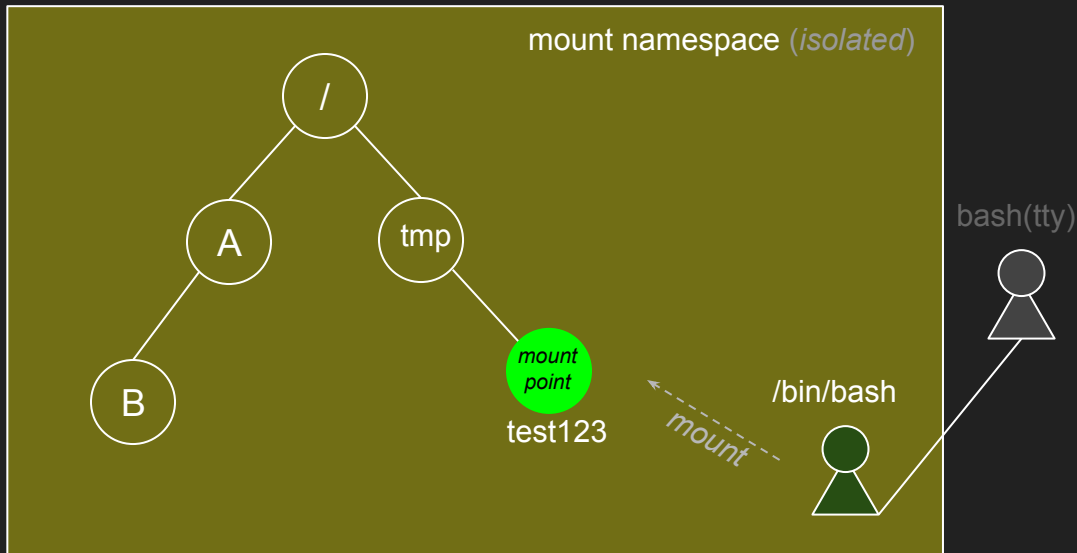 mount namespace (isolated)
/
A
tmp
bash(tty)
mount
point
B
test123
mount
/bin/bash